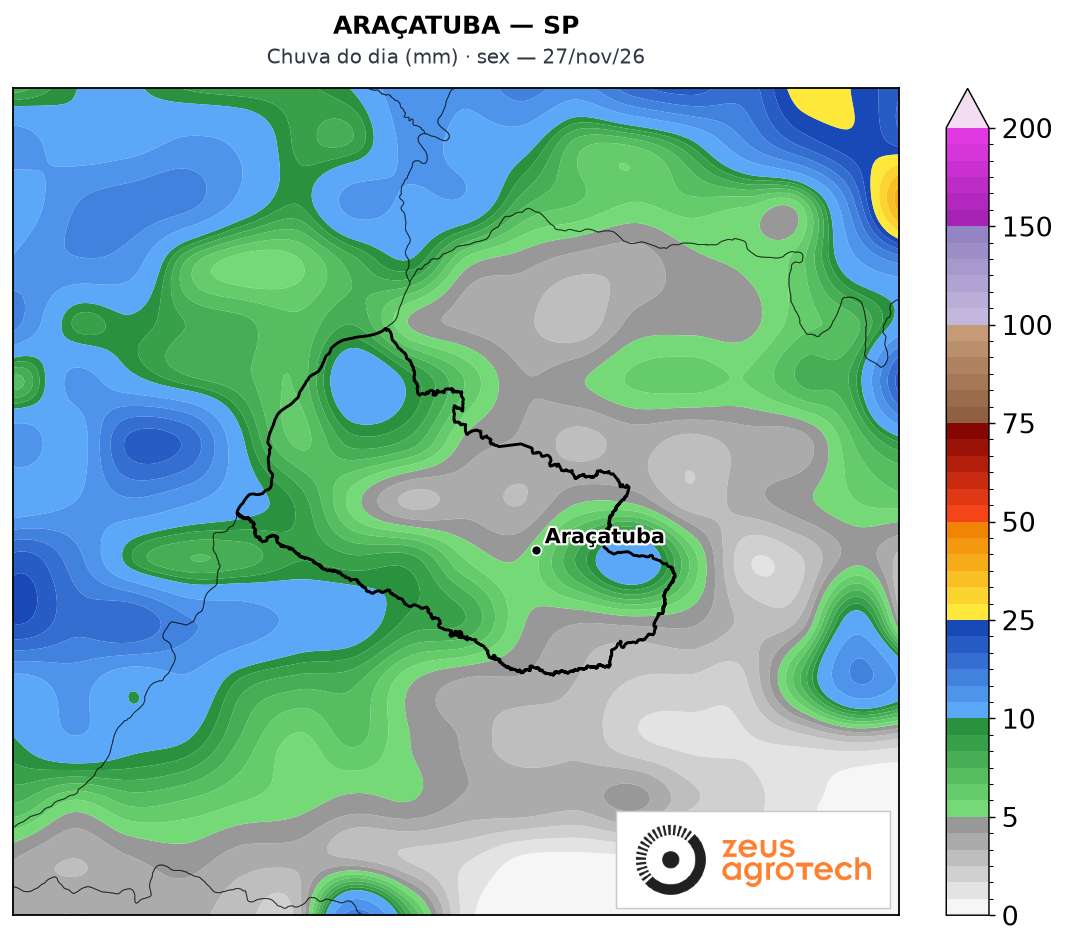 ARAÇATUBA — SP
Chuva do dia (mm) · sex — 27/nov/26
200
150
100
75
50
25
10
5
0
Araçatuba
zeus
agrotech